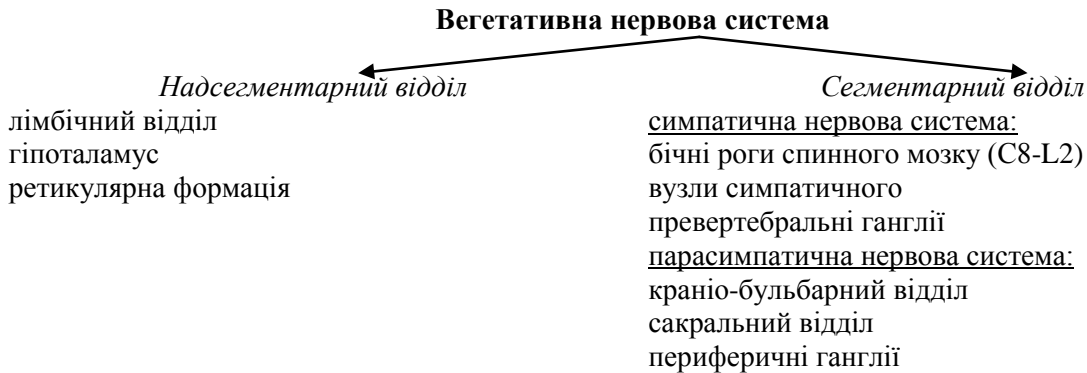 Вегетативна нервова система
Надсегментарний відділ
лімбічний відділ
гіпоталамус
ретикулярна формація
Сегментарний відділ
симпатична нервова система:
бічні роги спинного мозку (С8-L2)
вузли симпатичного
превертебральні ганглії
парасимпатична нервова система:
краніо-бульбарний відділ
сакральний відділ
периферичні ганглії